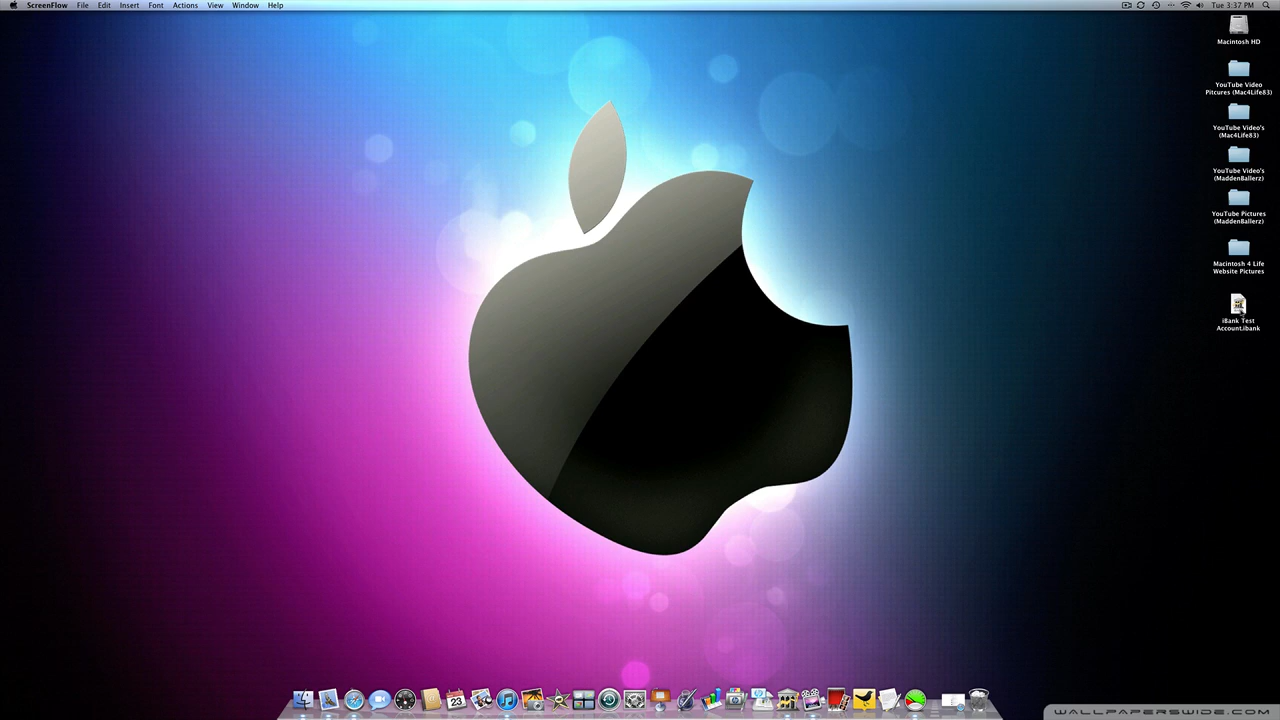 ScreenFlow File Edit Insert Font Actions View Window Help
Tue 3:37 PM
Macintosh HD
YouTube Video
Pitcures (Mac4Life83)
YouTube Video's
(Mac4Life83)
YouTube Video's
(MaddenBallerz)
YouTube Pictures
(MaddenBallerz)
Macintosh 4 Life
Website Pictures
iBank Test
Account.ibank
23
WALLPAPERSWIDE.COM